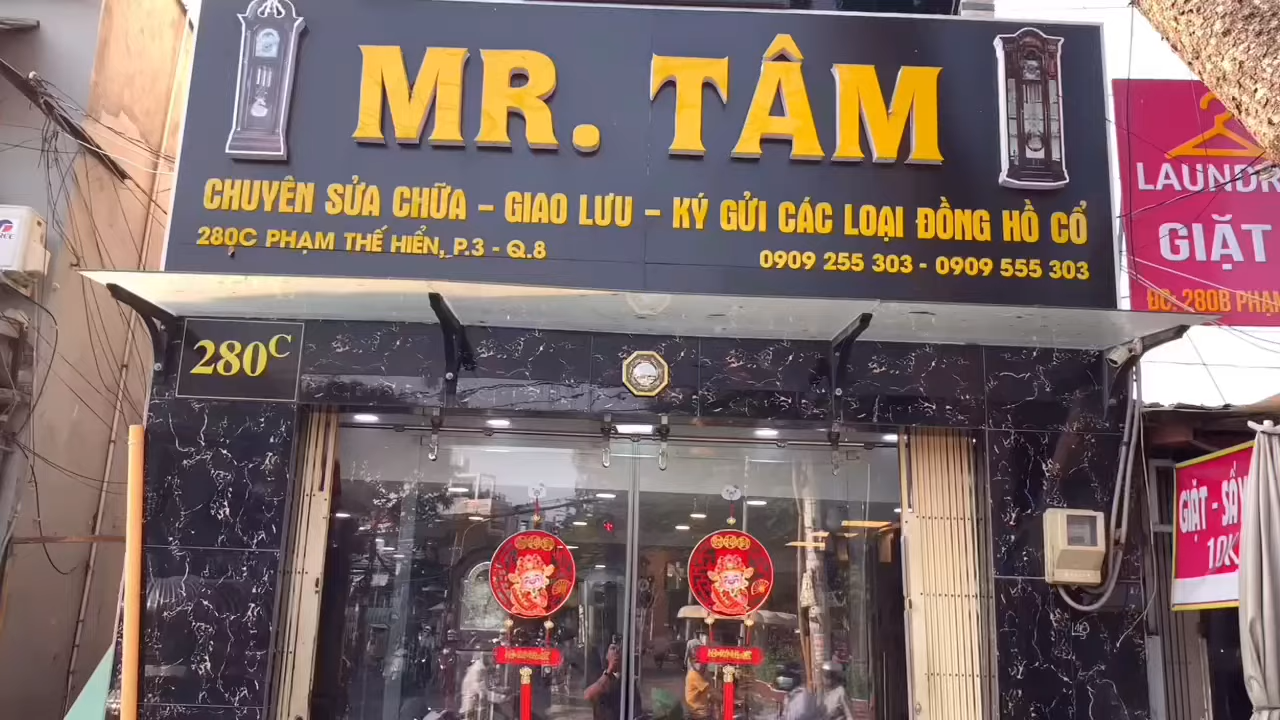 MR. TÂM
CHUYÊN SỬA CHỮA - GIAO LƯU - KÝ GỬI CÁC LOẠI ĐỒNG HỒ CỔ
280C PHẠM THẾ HIỂN, P.3 - Q.8
0909 255 303 - 0909 555 303
280C
LAUNDR
GIẶT
ĐC: 280B PHẠ
GIẶT - SẤY
10K